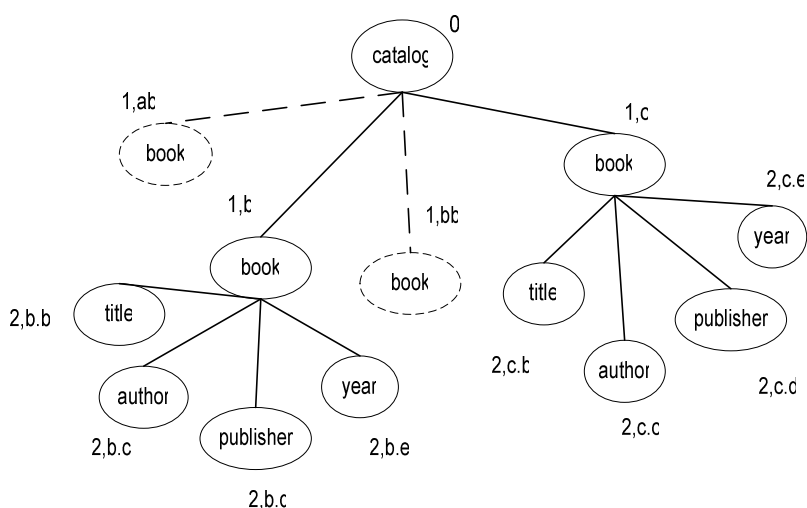 0
catalog
1,ab
book
1,c
book
2,c.e
year
1,b
book
1,bb
book
title
2,b.b
title
publisher
2,c.b
author
2,c.d
author
year
2,c.c
publisher
2,b.c
2,b.e
2,b.d